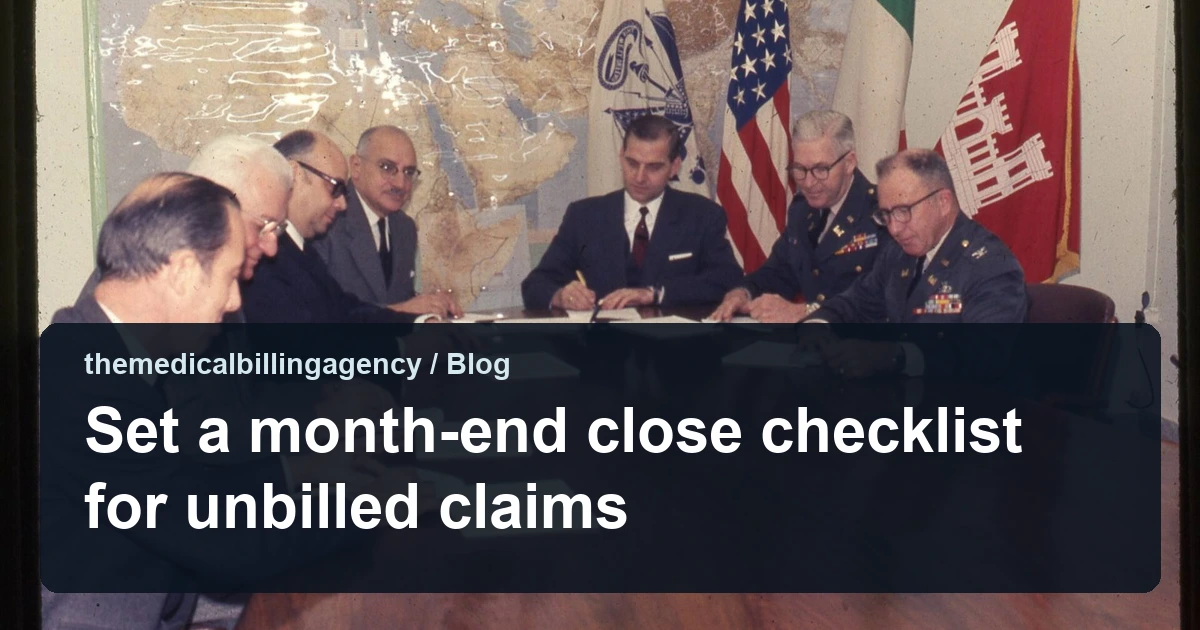 themedicalbillingagency / Blog
Set a month-end close checklist
for unbilled claims